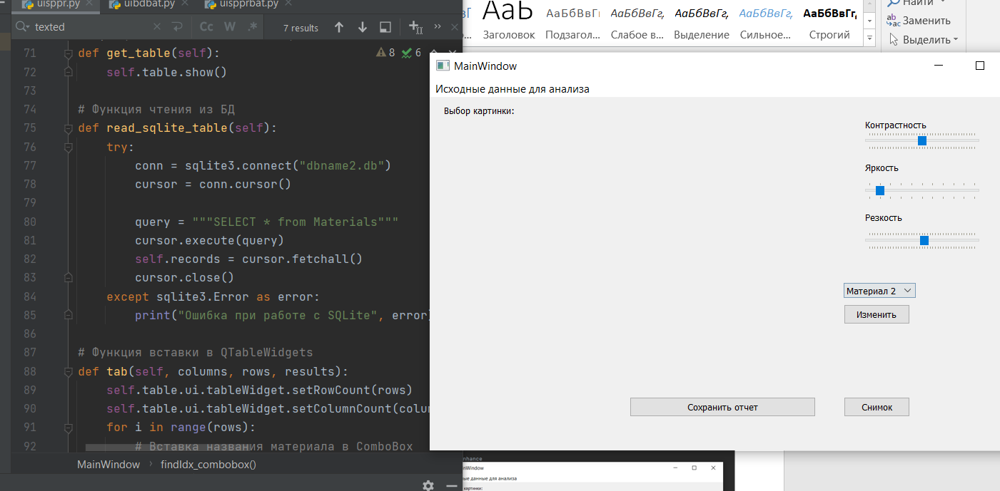 uisppr.py
uibdbat.py
uispprbat.py
texted
Cc W .*
7 results
71 def get_table(self):
8 6
72 self.table.show()
73
74 # Функция чтения из БД
75 def read_sqlite_table(self):
76 try:
77 conn = sqlite3.connect("dbname2.db")
78 cursor = conn.cursor()
79
80 query = """SELECT * from Materials"""
81 cursor.execute(query)
82 self.records = cursor.fetchall()
83 cursor.close()
84 except sqlite3.Error as error:
85 print("Ошибка при работе с SQLite", error)
86
87 # Функция вставки в QTableWidgets
88 def tab(self, columns, rows, results):
89 self.table.ui.tableWidget.setRowCount(rows)
90 self.table.ui.tableWidget.setColumnCount(colu
91 for i in range(rows):
92 # Вставка названия материала в ComboBox
MainWindow › findIdx_combobox()
АаБ АаБбВвГ АаБбВвГг, АаБбВвГг, АаБбВвГг, АаБбВвГг,
Заголовок Подзагол... Слабое в... Выделение Сильное... Строгий
Найти
Заменить
Выделить
MainWindow
Исходные данные для анализа
Выбор картинки:
Контрастность
Яркость
Резкость
Материал 2
Изменить
Сохранить отчет
Снимок
nhance
nWindow
ые данные для анализа
картинки: